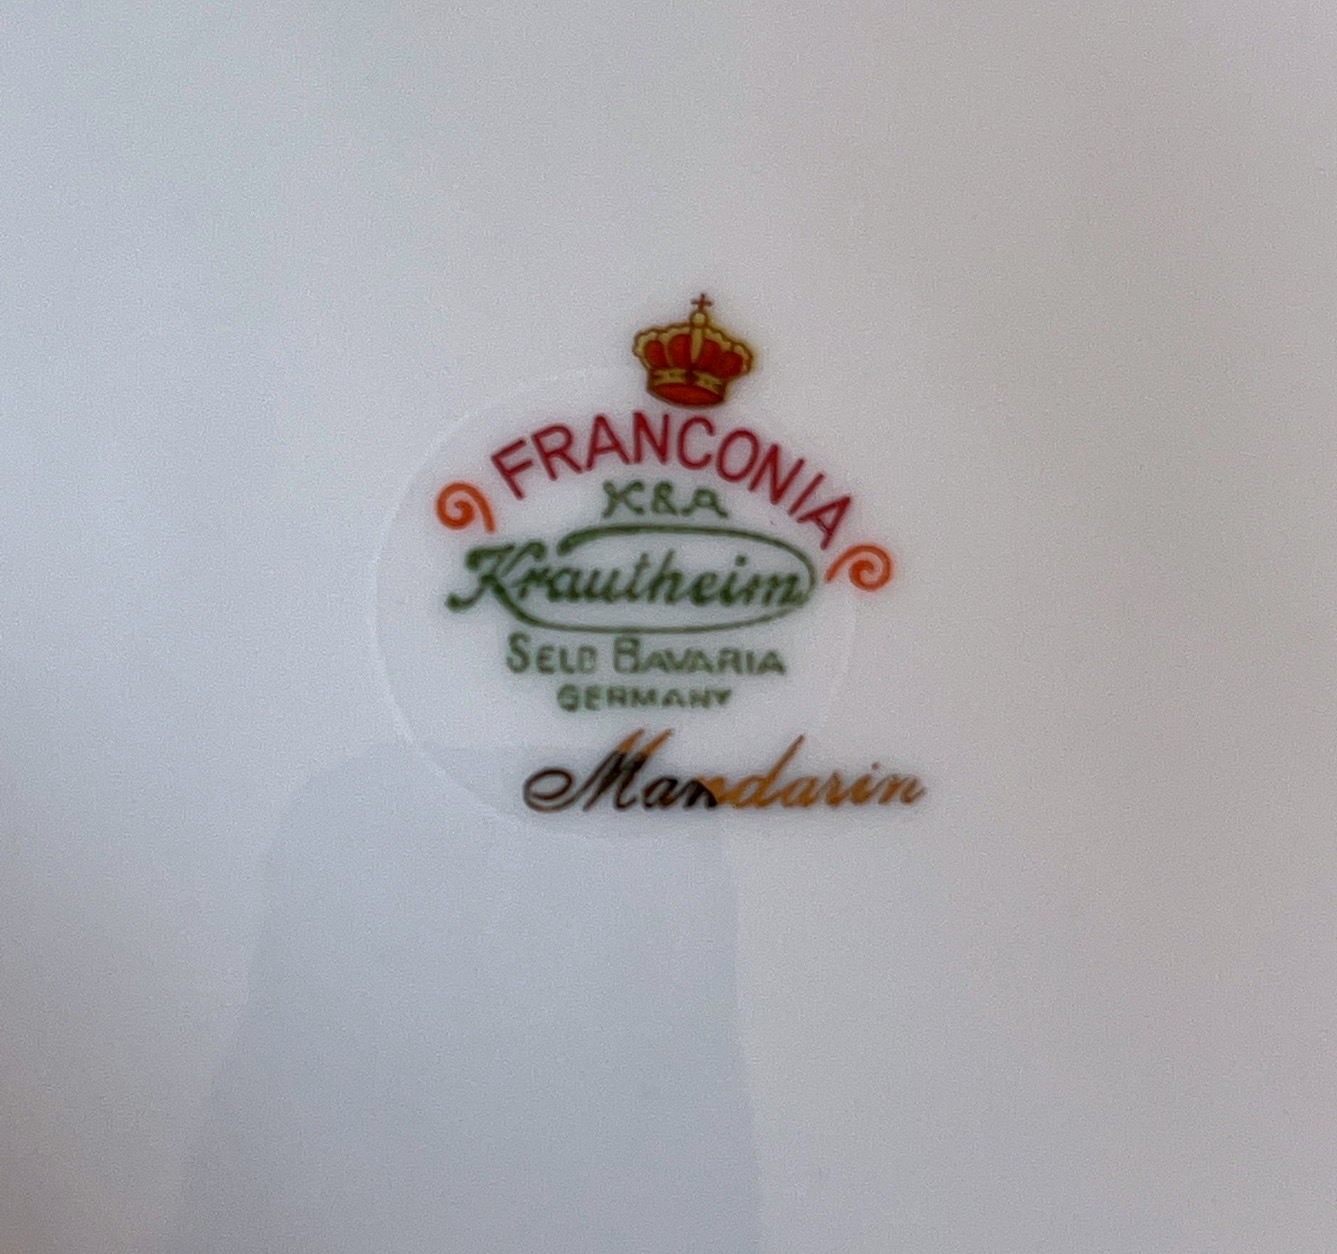 FRANCONIA
K&A
Krautheim
SELB BAVARIA
GERMANY
Mandarin